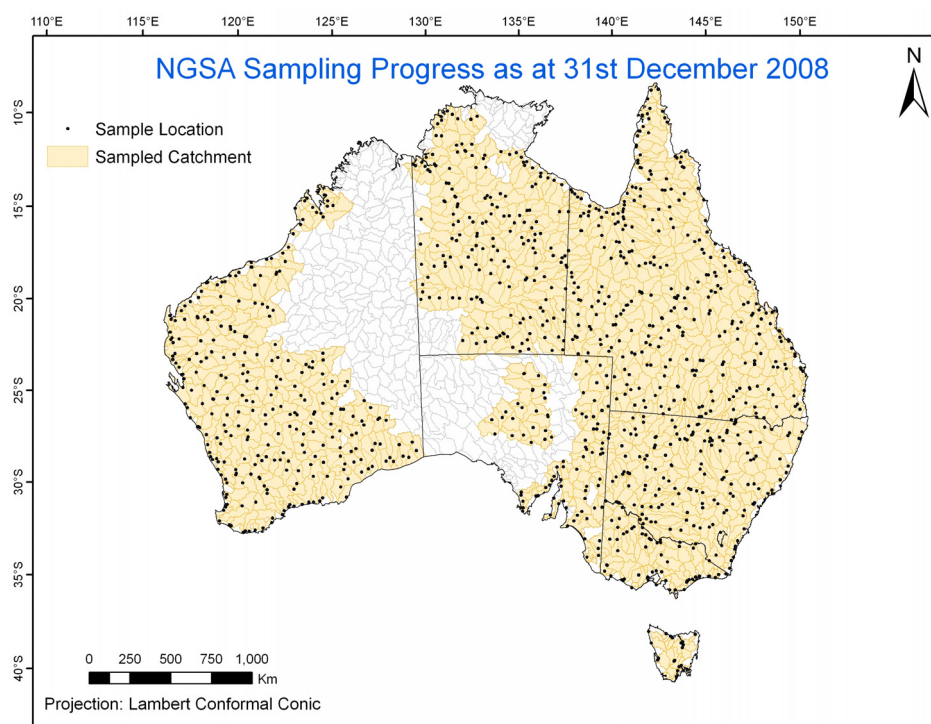 110°E 115°E 120°E 125°E 130°E 135°E 140°E 145°E 150°E
NGSA Sampling Progress as at 31st December 2008
N
10°S
Sample Location
Sampled Catchment
15°S
20°S
25°S
30°S
35°S
40°S
0 250 500 750 1,000
Km
Projection: Lambert Conformal Conic